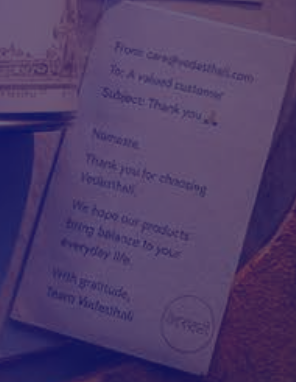 From: care@vedasthali.com
To: A valued customer
Subject: Thank you 🙏
Namaste,
Thank you for choosing
Vedasthali.
We hope our products
bring balance to your
everyday life.
With gratitude,
Team Vedasthali